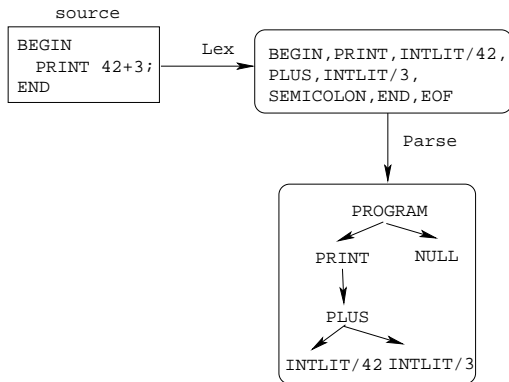 source
BEGIN
PRINT 42+3;
END
Lex
BEGIN,PRINT,INTLIT/42,
PLUS,INTLIT/3,
SEMICOLON,END,EOF
Parse
PROGRAM
PRINT NULL
PLUS
INTLIT/42 INTLIT/3